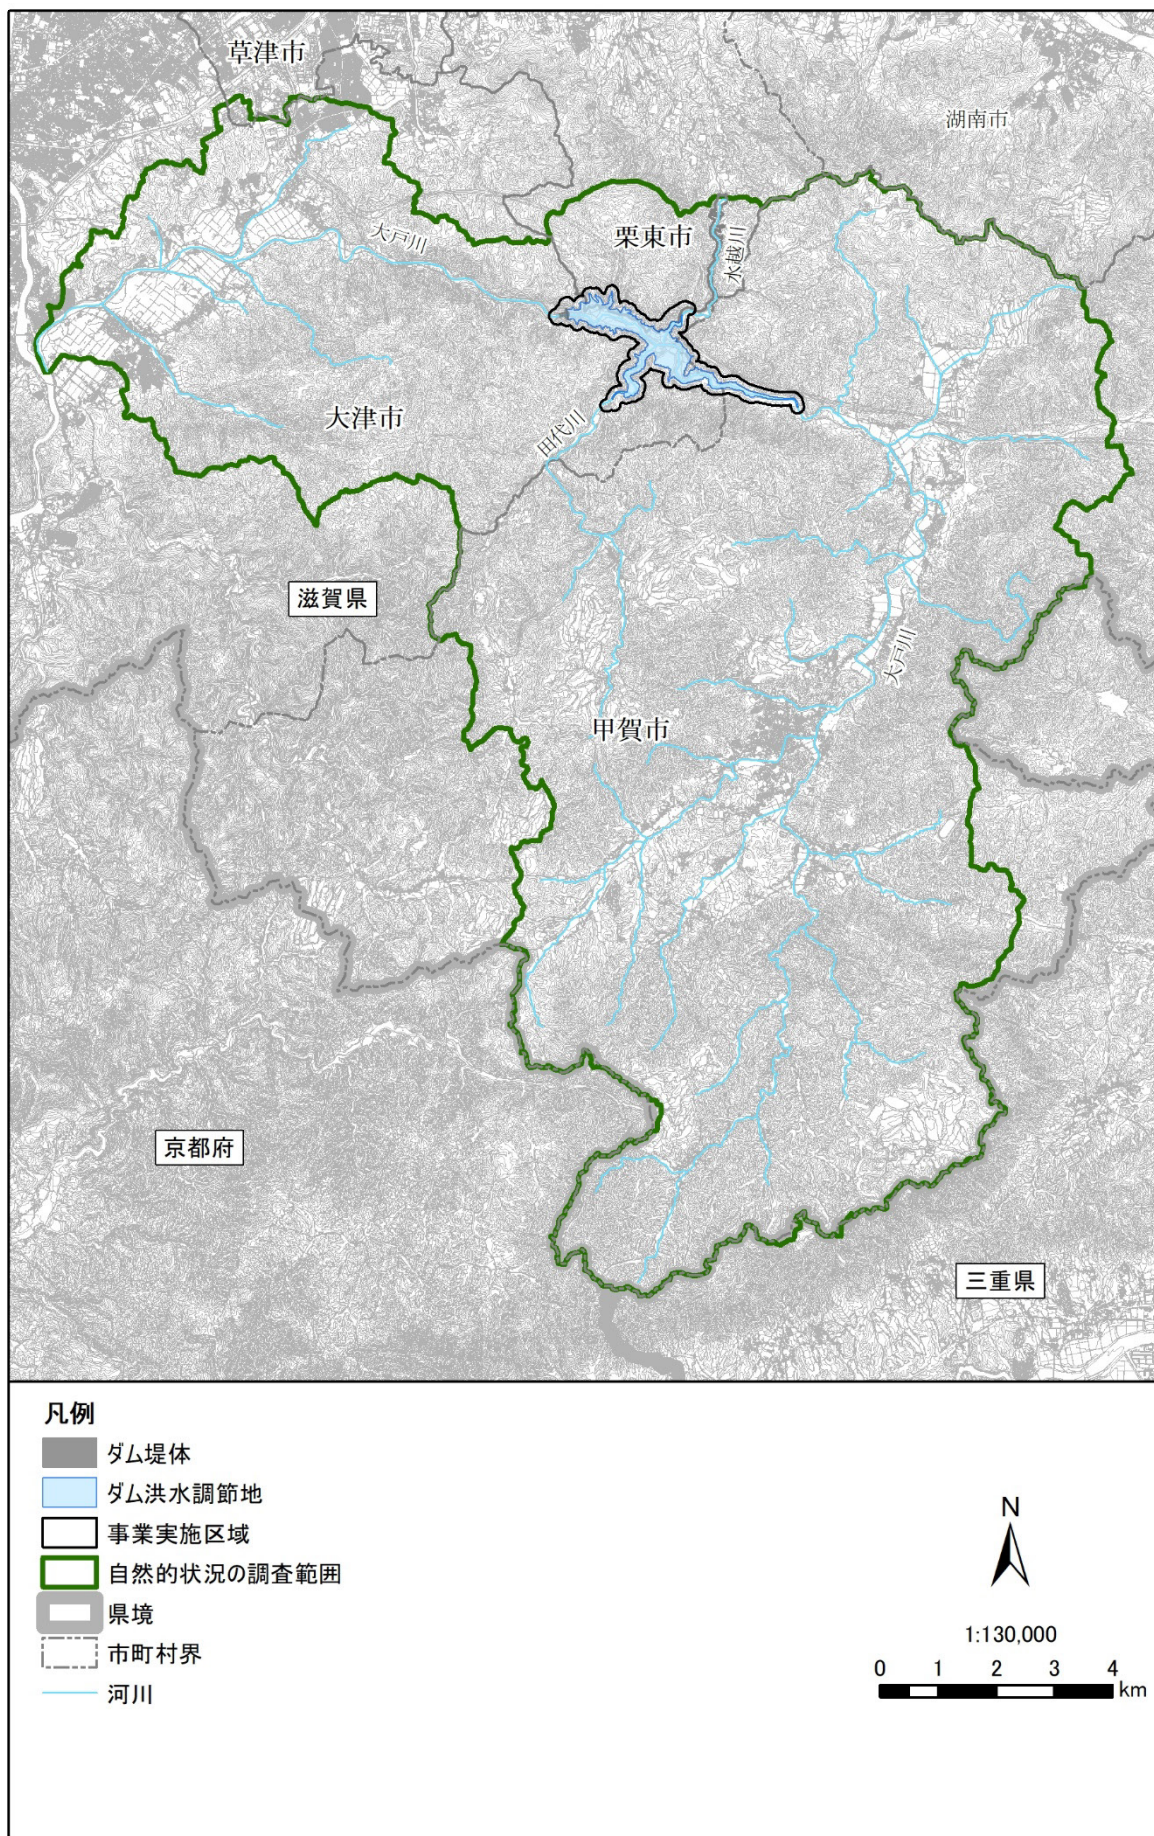 草津市
湖南市
大戸川
栗東市
水越川
大津市
田代川
滋賀県
大戸川
甲賀市
京都府
三重県
凡例
ダム堤体
ダム洪水調節地
事業実施区域
自然的状況の調査範囲
県境
市町村界
河川
N
1:130,000
0 1 2 3 4
km